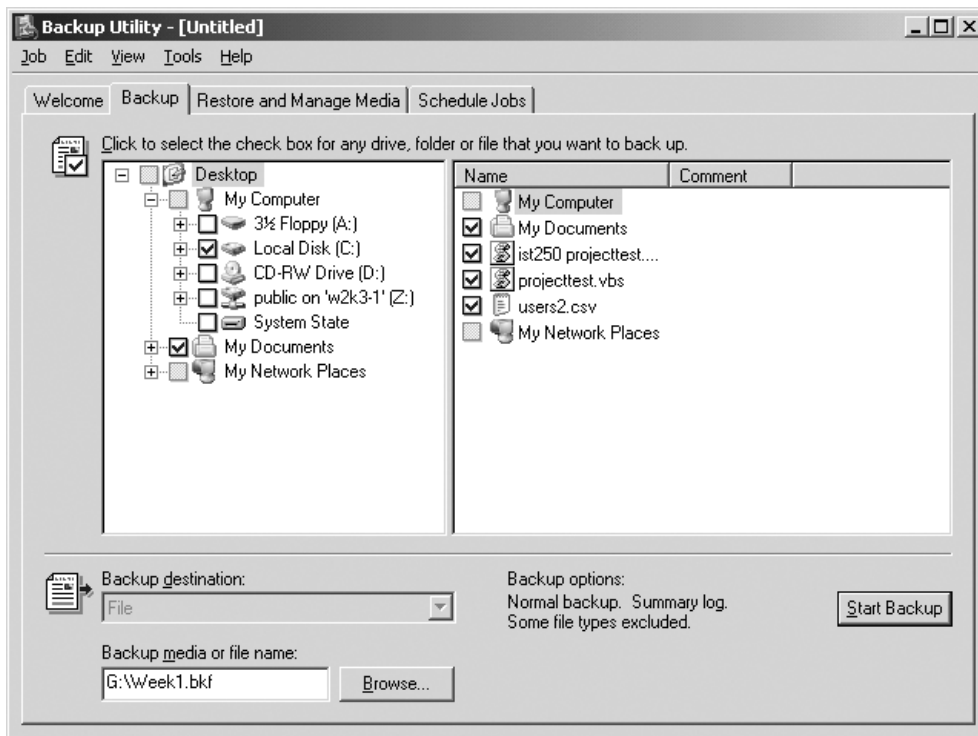 Backup Utility - [Untitled]
Job Edit View Tools Help
Welcome Backup Restore and Manage Media Schedule Jobs
Click to select the check box for any drive, folder or file that you want to back up.
Desktop
My Computer
3½ Floppy (A:)
Local Disk (C:)
CD-RW Drive (D:)
public on 'w2k3-1' (Z:)
System State
My Documents
My Network Places
Name Comment
My Computer
My Documents
ist250 projecttest....
projecttest.vbs
users2.csv
My Network Places
Backup destination:
File
Backup media or file name:
G:\Week1.bkf
Browse...
Backup options:
Normal backup. Summary log.
Some file types excluded.
Start Backup